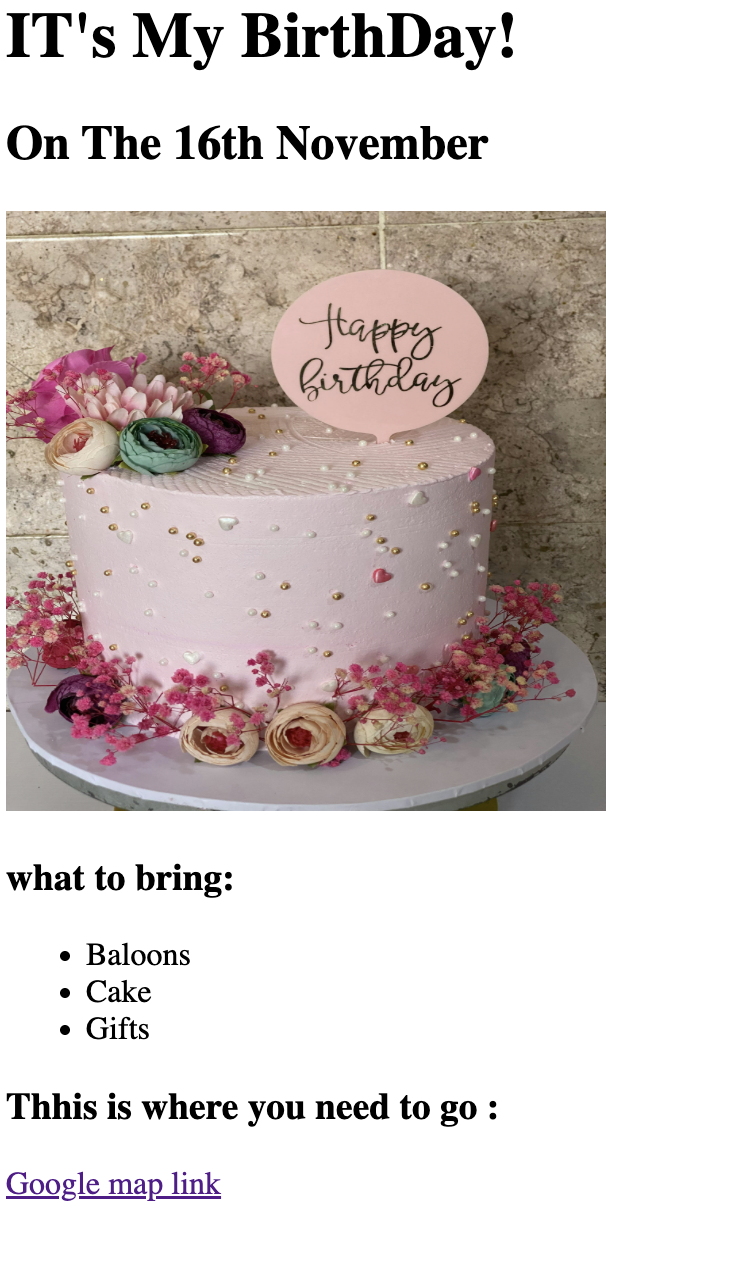 IT's My BirthDay!
On The 16th November
Happy
birthday
what to bring:
• Baloons
• Cake
• Gifts
Thhis is where you need to go :
Google map link